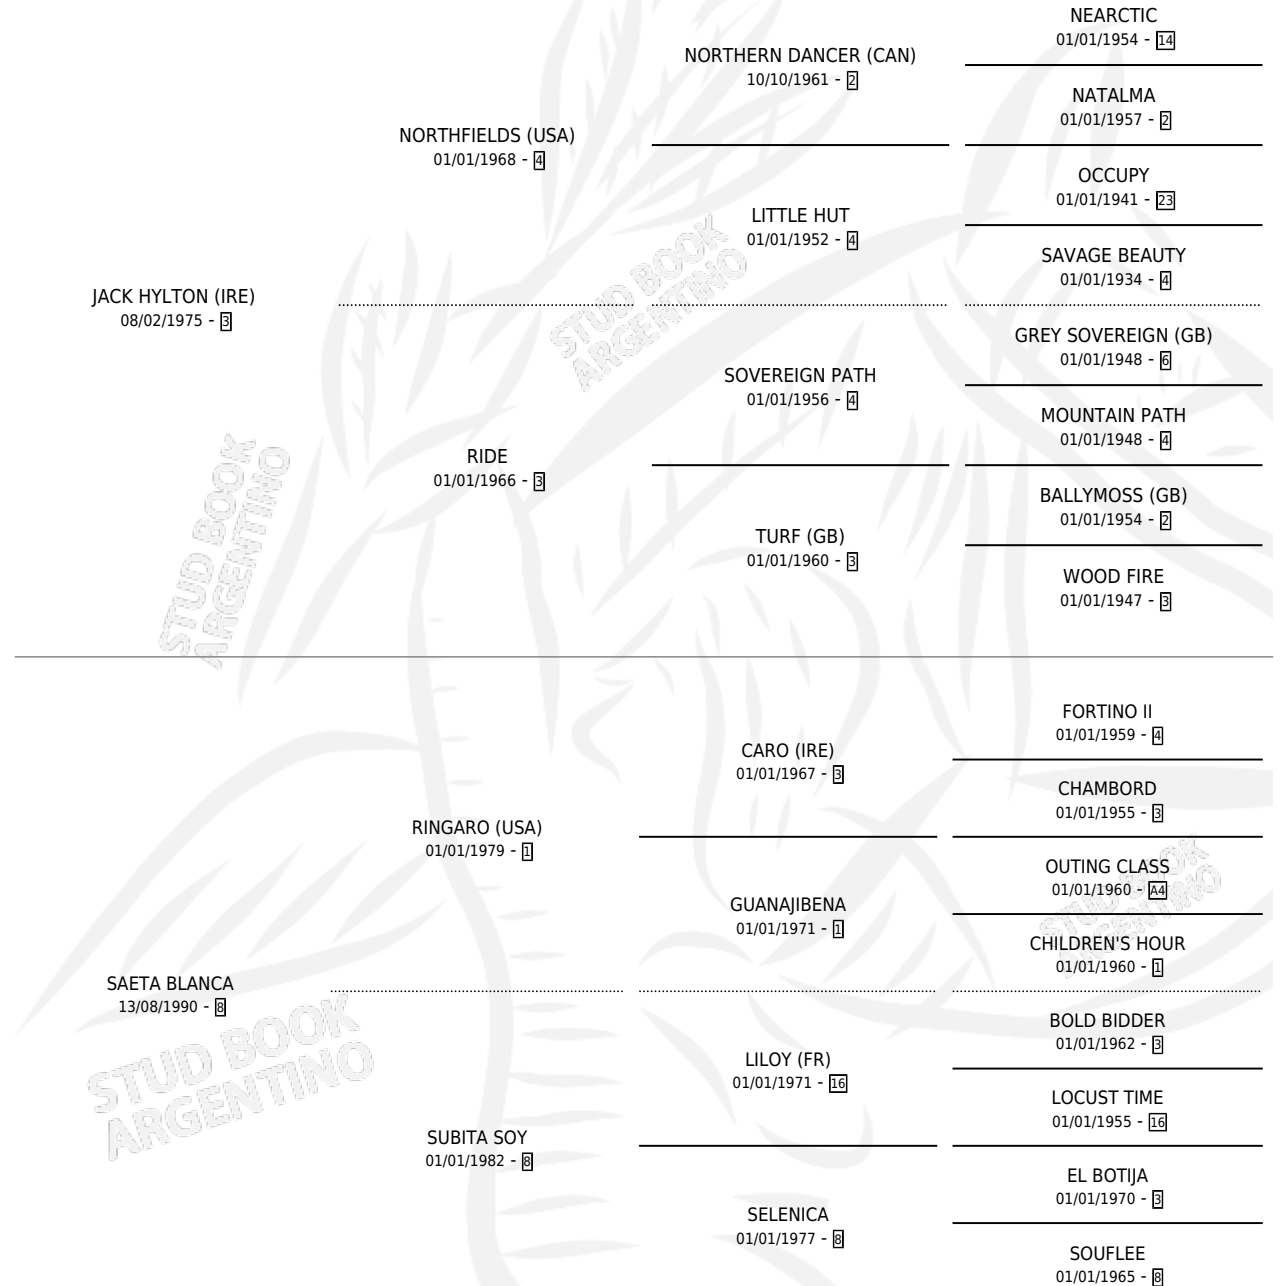 NEARCTIC
01/01/1954 - 14
NORTHERN DANCER (CAN)
10/10/1961 - 2
NATALMA
01/01/1957 - 2
NORTHFIELDS (USA)
01/01/1968 - 4
OCCUPY
01/01/1941 - 23
LITTLE HUT
01/01/1952 - 4
SAVAGE BEAUTY
01/01/1934 - 4
JACK HYLTON (IRE)
08/02/1975 - 3
GREY SOVEREIGN (GB)
01/01/1948 - 6
SOVEREIGN PATH
01/01/1956 - 4
MOUNTAIN PATH
01/01/1948 - 4
RIDE
01/01/1966 - 3
BALLYMOSS (GB)
01/01/1954 - 2
TURF (GB)
01/01/1960 - 3
WOOD FIRE
01/01/1947 - 3
STUD BOOK
ARGENTINO
STUD BOOK
ARGENTINO
FORTINO II
01/01/1959 - 4
CARO (IRE)
01/01/1967 - 3
CHAMBORD
01/01/1955 - 3
RINGARO (USA)
01/01/1979 - 1
OUTING CLASS
01/01/1960 - A4
GUANAJIBENA
01/01/1971 - 1
CHILDREN'S HOUR
01/01/1960 - 1
SAETA BLANCA
13/08/1990 - 8
BOLD BIDDER
01/01/1962 - 3
LILOY (FR)
01/01/1971 - 16
LOCUST TIME
01/01/1955 - 16
SUBITA SOY
01/01/1982 - 8
EL BOTIJA
01/01/1970 - 3
SELENICA
01/01/1977 - 8
SOUFLEE
01/01/1965 - 8
STUD BOOK
ARGENTINO
STUD BOOK
ARGENTINO